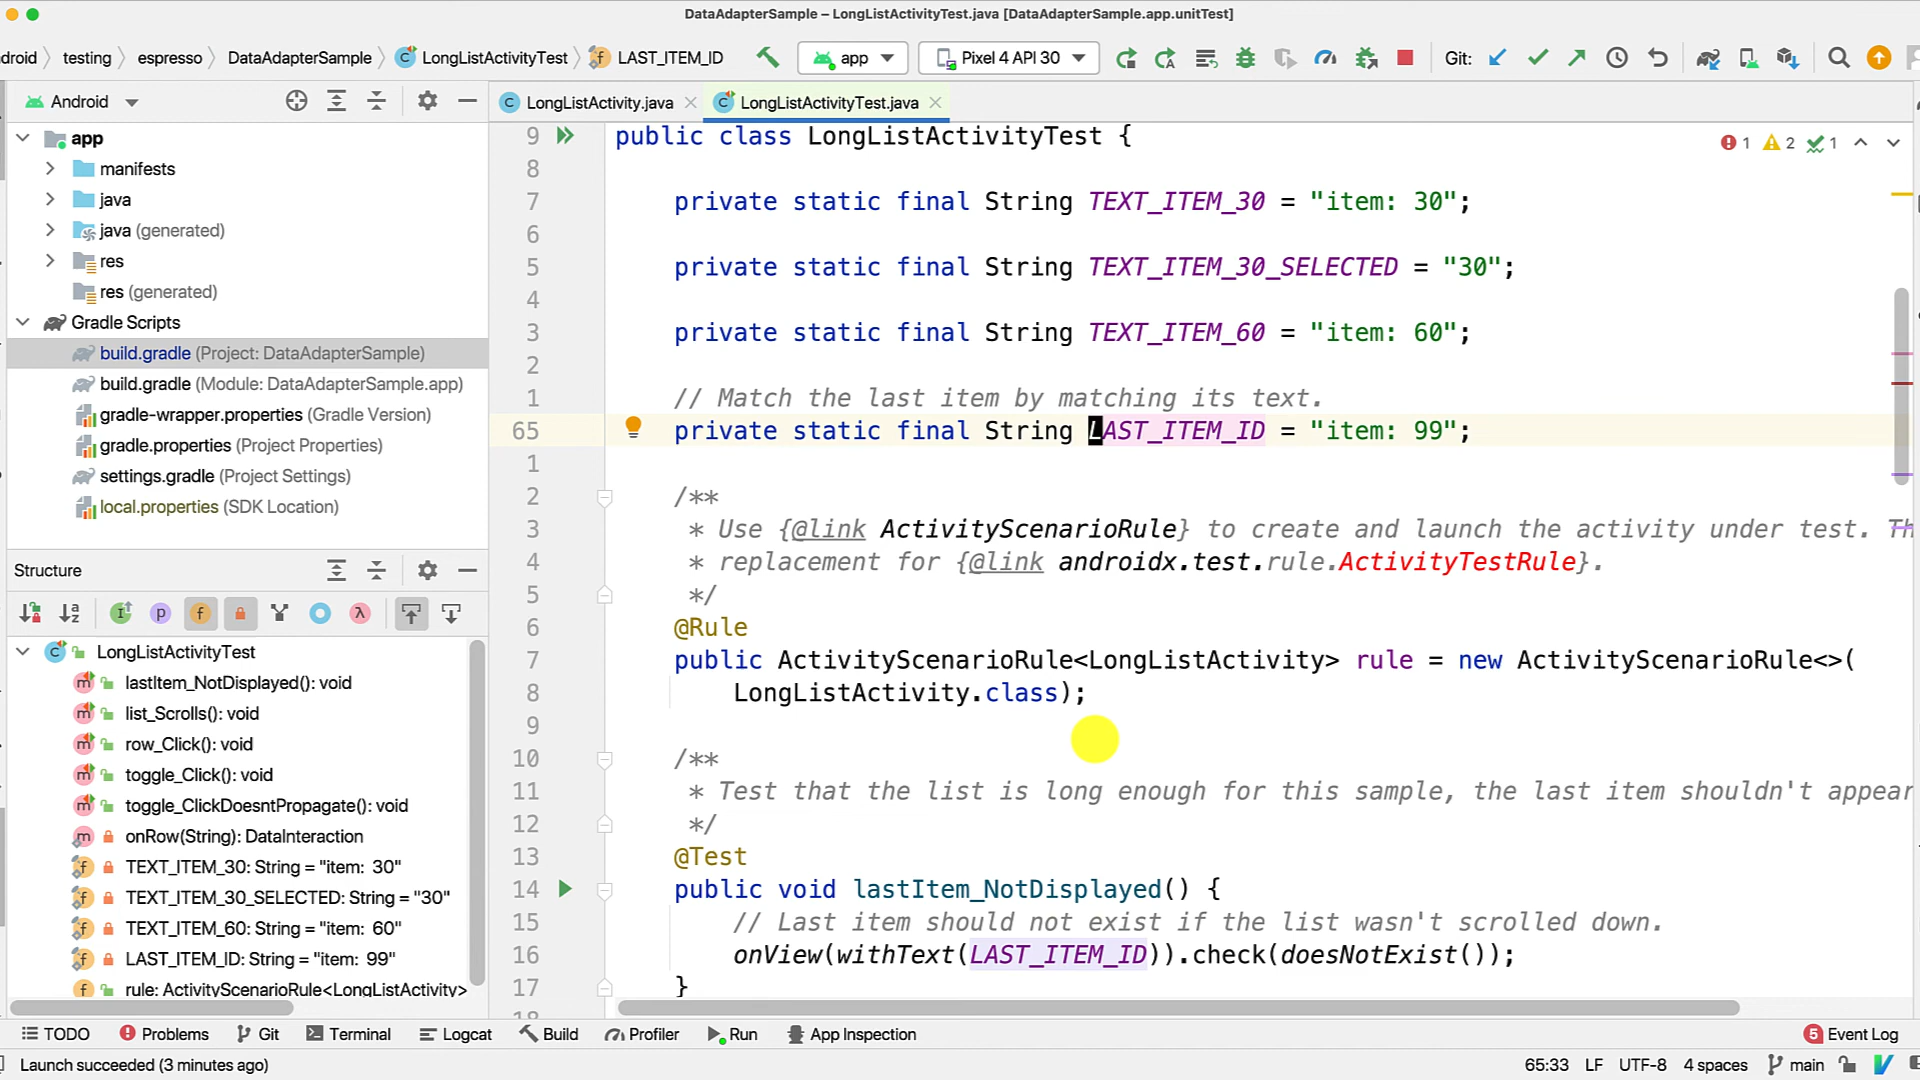 DataAdapterSample – LongListActivityTest.java [DataAdapterSample.app.unitTest]
droid testing espresso DataAdapterSample LongListActivityTest LAST_ITEM_ID app Pixel 4 API 30 Git:
Android
LongListActivity.java LongListActivityTest.java
app
manifests
java
java (generated)
res
res (generated)
Gradle Scripts
build.gradle (Project: DataAdapterSample)
build.gradle (Module: DataAdapterSample.app)
gradle-wrapper.properties (Gradle Version)
gradle.properties (Project Properties)
settings.gradle (Project Settings)
local.properties (SDK Location)
Structure
LongListActivityTest
lastItem_NotDisplayed(): void
list_Scrolls(): void
row_Click(): void
toggle_Click(): void
toggle_ClickDoesntPropagate(): void
onRow(String): DataInteraction
TEXT_ITEM_30: String = "item: 30"
TEXT_ITEM_30_SELECTED: String = "30"
TEXT_ITEM_60: String = "item: 60"
LAST_ITEM_ID: String = "item: 99"
rule: ActivityScenarioRule<LongListActivity>
1 2 1
9 public class LongListActivityTest {
8
7 private static final String TEXT_ITEM_30 = "item: 30";
6
5 private static final String TEXT_ITEM_30_SELECTED = "30";
4
3 private static final String TEXT_ITEM_60 = "item: 60";
2
1 // Match the last item by matching its text.
65 private static final String LAST_ITEM_ID = "item: 99";
1
2 /**
3 * Use {@link ActivityScenarioRule} to create and launch the activity under test. Th
4 * replacement for {@link androidx.test.rule.ActivityTestRule}.
5 */
6 @Rule
7 public ActivityScenarioRule<LongListActivity> rule = new ActivityScenarioRule<>(
8 LongListActivity.class);
9
10 /**
11 * Test that the list is long enough for this sample, the last item shouldn't appear
12 */
13 @Test
14 public void lastItem_NotDisplayed() {
15 // Last item should not exist if the list wasn't scrolled down.
16 onView(withText(LAST_ITEM_ID)).check(doesNotExist());
17 }
18
TODO Problems Git Terminal Logcat Build Profiler Run App Inspection 5 Event Log
Launch succeeded (3 minutes ago) 65:33 LF UTF-8 4 spaces main